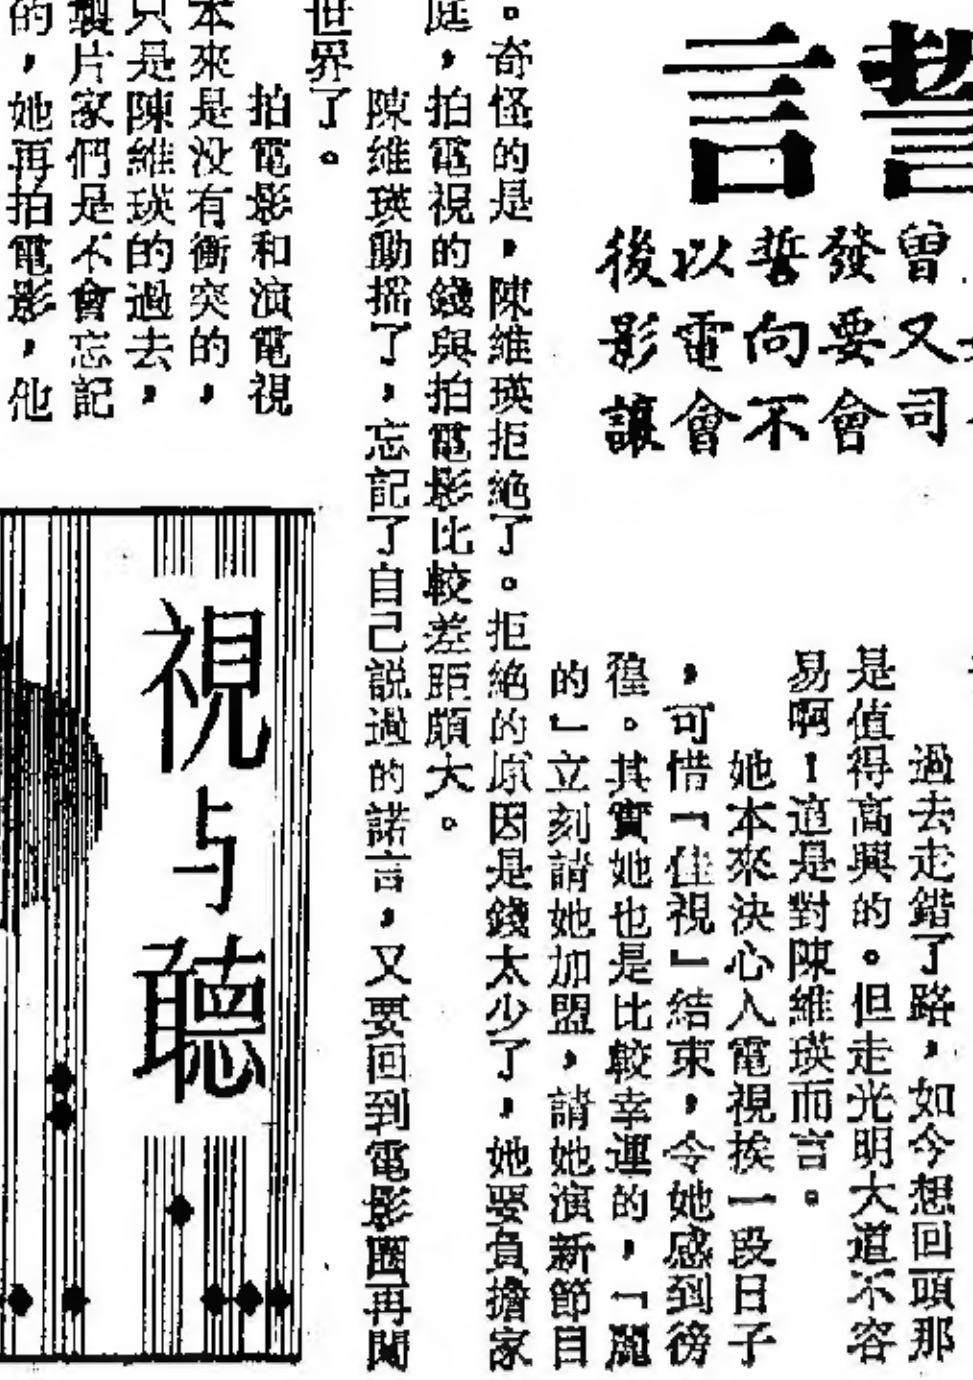 誓言
曾發誓以後
又要向電影
司會不會讓
過去走錯了路,如今想回頭那
是值得高興的。但走光明大道不容
易啊!這是對陳維瑛而言。
她本來決心入電視挨一段日子
,可惜「佳視」結束,令她感到徬
徨。其實她也是比較幸運的,「麗
的」立刻請她加盟,請她演新節目
。奇怪的是,陳維瑛拒絶了。拒絶的原因是錢太少了,她要負擔家
庭,拍電視的錢與拍電影比較差距頗大。
陳維瑛動搖了,忘記了自己説過的諾言,又要回到電影圈再闖
世界了。
拍電影和演電視
本來是没有衝突的,
只是陳維瑛的過去,
製片家們是不會忘記
的,她再拍電影,他
視与聽